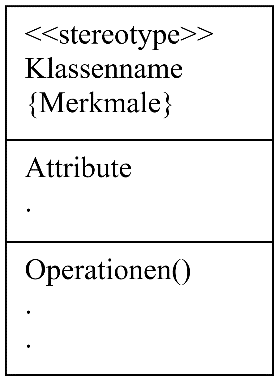 <<stereotype>>
Klassenname
{Merkmale}
Attribute
.
Operationen()
.
.